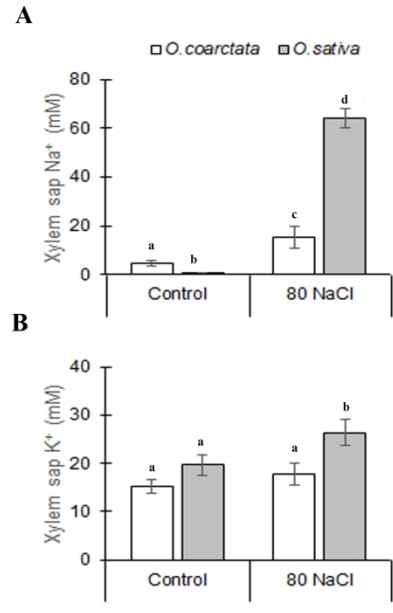 A
O.coarctata O.sativa
Xylem sap Na⁺ (mM)
80
60
40
20
0
a
b
c
d
Control 80 NaCl
B
Xylem sap K⁺ (mM)
40
30
20
10
0
a
a
a
b
Control 80 NaCl